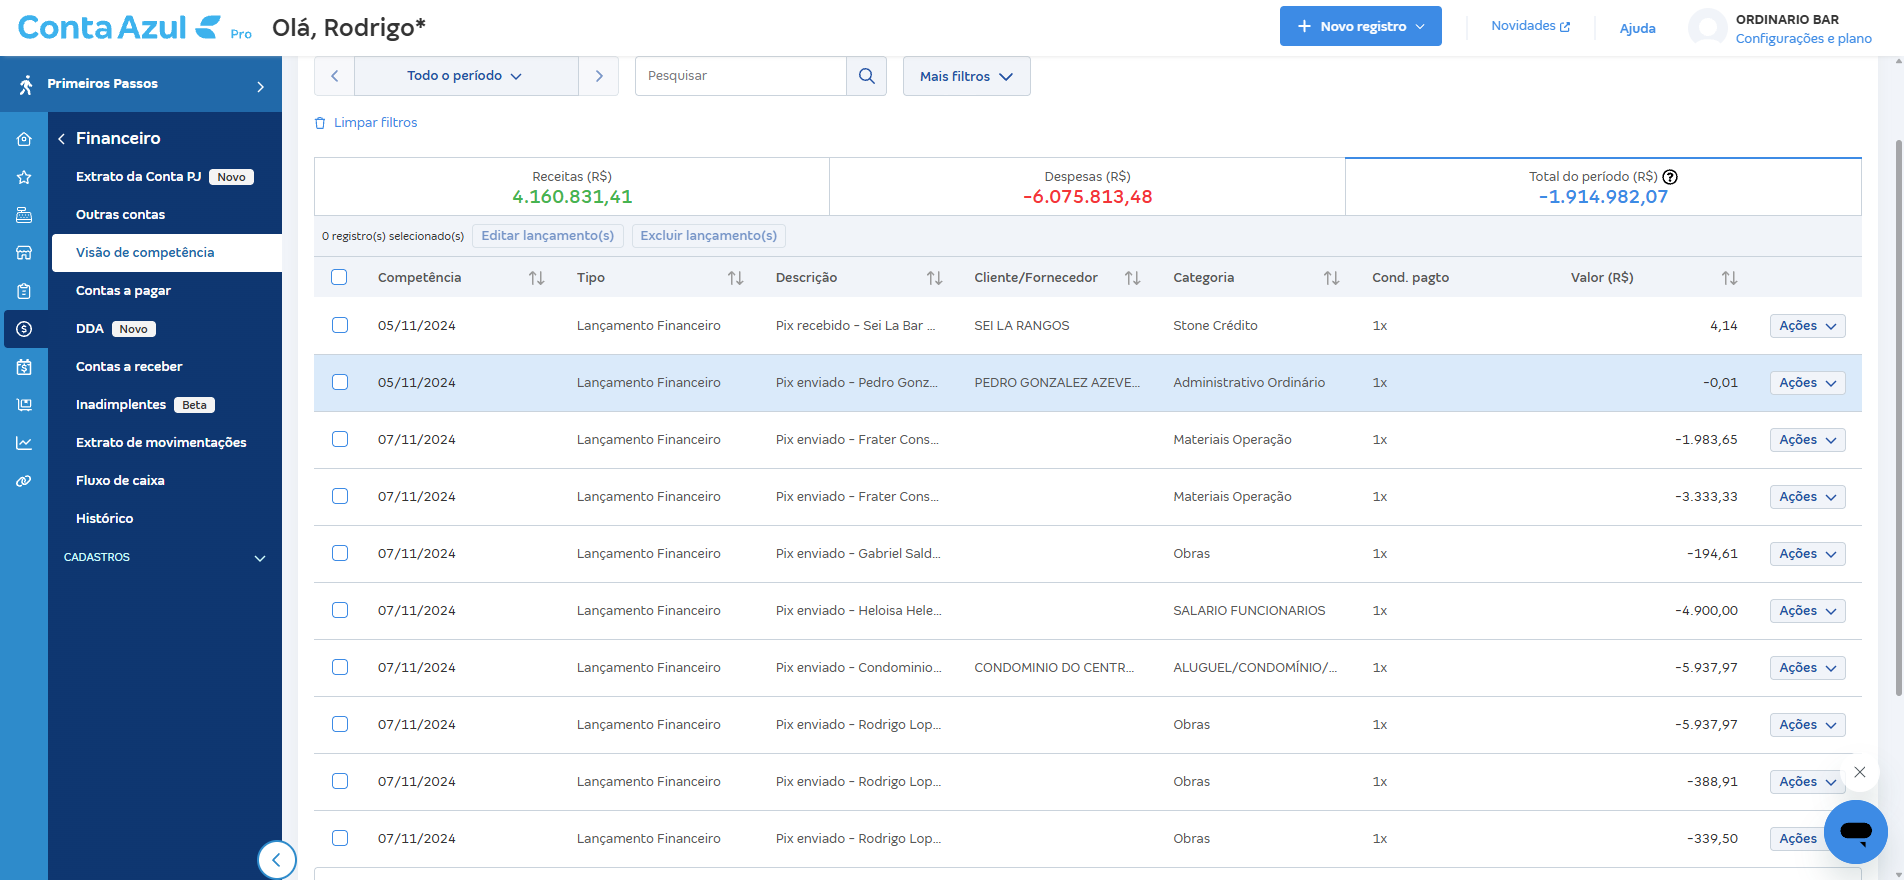 Conta Azul Pro
Olá, Rodrigo*
Novo registro
Novidades
Ajuda
ORDINARIO BAR
Configurações e plano
Primeiros Passos
Financeiro
Extrato da Conta PJ Novo
Outras contas
Visão de competência
Contas a pagar
DDA Novo
Contas a receber
Inadimplentes Beta
Extrato de movimentações
Fluxo de caixa
Histórico
CADASTROS
Todo o período
Pesquisar
Mais filtros
Limpar filtros
Receitas (R$) Despesas (R$) Total do período (R$)
4.160.831,41 -6.075.813,48 -1.914.982,07
0 registro(s) selecionado(s) Editar lançamento(s) Excluir lançamento(s)
Competência Tipo Descrição Cliente/Fornecedor Categoria Cond. pagto Valor (R$)
05/11/2024 Lançamento Financeiro Pix recebido - Sei La Bar ... SEI LA RANGOS Stone Crédito 1x 4,14 Ações
05/11/2024 Lançamento Financeiro Pix enviado - Pedro Gonz... PEDRO GONZALEZ AZEVE... Administrativo Ordinário 1x -0,01 Ações
07/11/2024 Lançamento Financeiro Pix enviado - Frater Cons... Materiais Operação 1x -1.983,65 Ações
07/11/2024 Lançamento Financeiro Pix enviado - Frater Cons... Materiais Operação 1x -3.333,33 Ações
07/11/2024 Lançamento Financeiro Pix enviado - Gabriel Sald... Obras 1x -194,61 Ações
07/11/2024 Lançamento Financeiro Pix enviado - Heloisa Hele... SALARIO FUNCIONARIOS 1x -4.900,00 Ações
07/11/2024 Lançamento Financeiro Pix enviado - Condominio... CONDOMINIO DO CENTR... ALUGUEL/CONDOMÍNIO/... 1x -5.937,97 Ações
07/11/2024 Lançamento Financeiro Pix enviado - Rodrigo Lop... Obras 1x -5.937,97 Ações
07/11/2024 Lançamento Financeiro Pix enviado - Rodrigo Lop... Obras 1x -388,91 Ações
07/11/2024 Lançamento Financeiro Pix enviado - Rodrigo Lop... Obras 1x -339,50 Ações